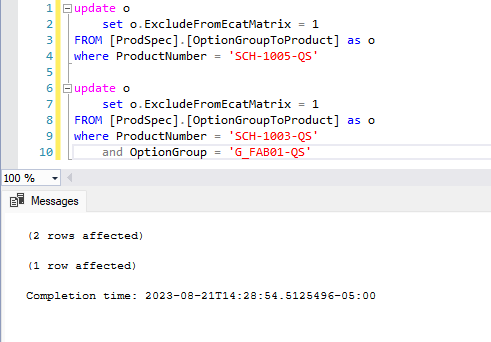 1 update o
2 set o.ExcludeFromEcatMatrix = 1
3 FROM [ProdSpec].[OptionGroupToProduct] as o
4 where ProductNumber = 'SCH-1005-QS'
5
6 update o
7 set o.ExcludeFromEcatMatrix = 1
8 FROM [ProdSpec].[OptionGroupToProduct] as o
9 where ProductNumber = 'SCH-1003-QS'
10 and OptionGroup = 'G_FAB01-QS'
100 %
Messages
(2 rows affected)
(1 row affected)
Completion time: 2023-08-21T14:28:54.5125496-05:00